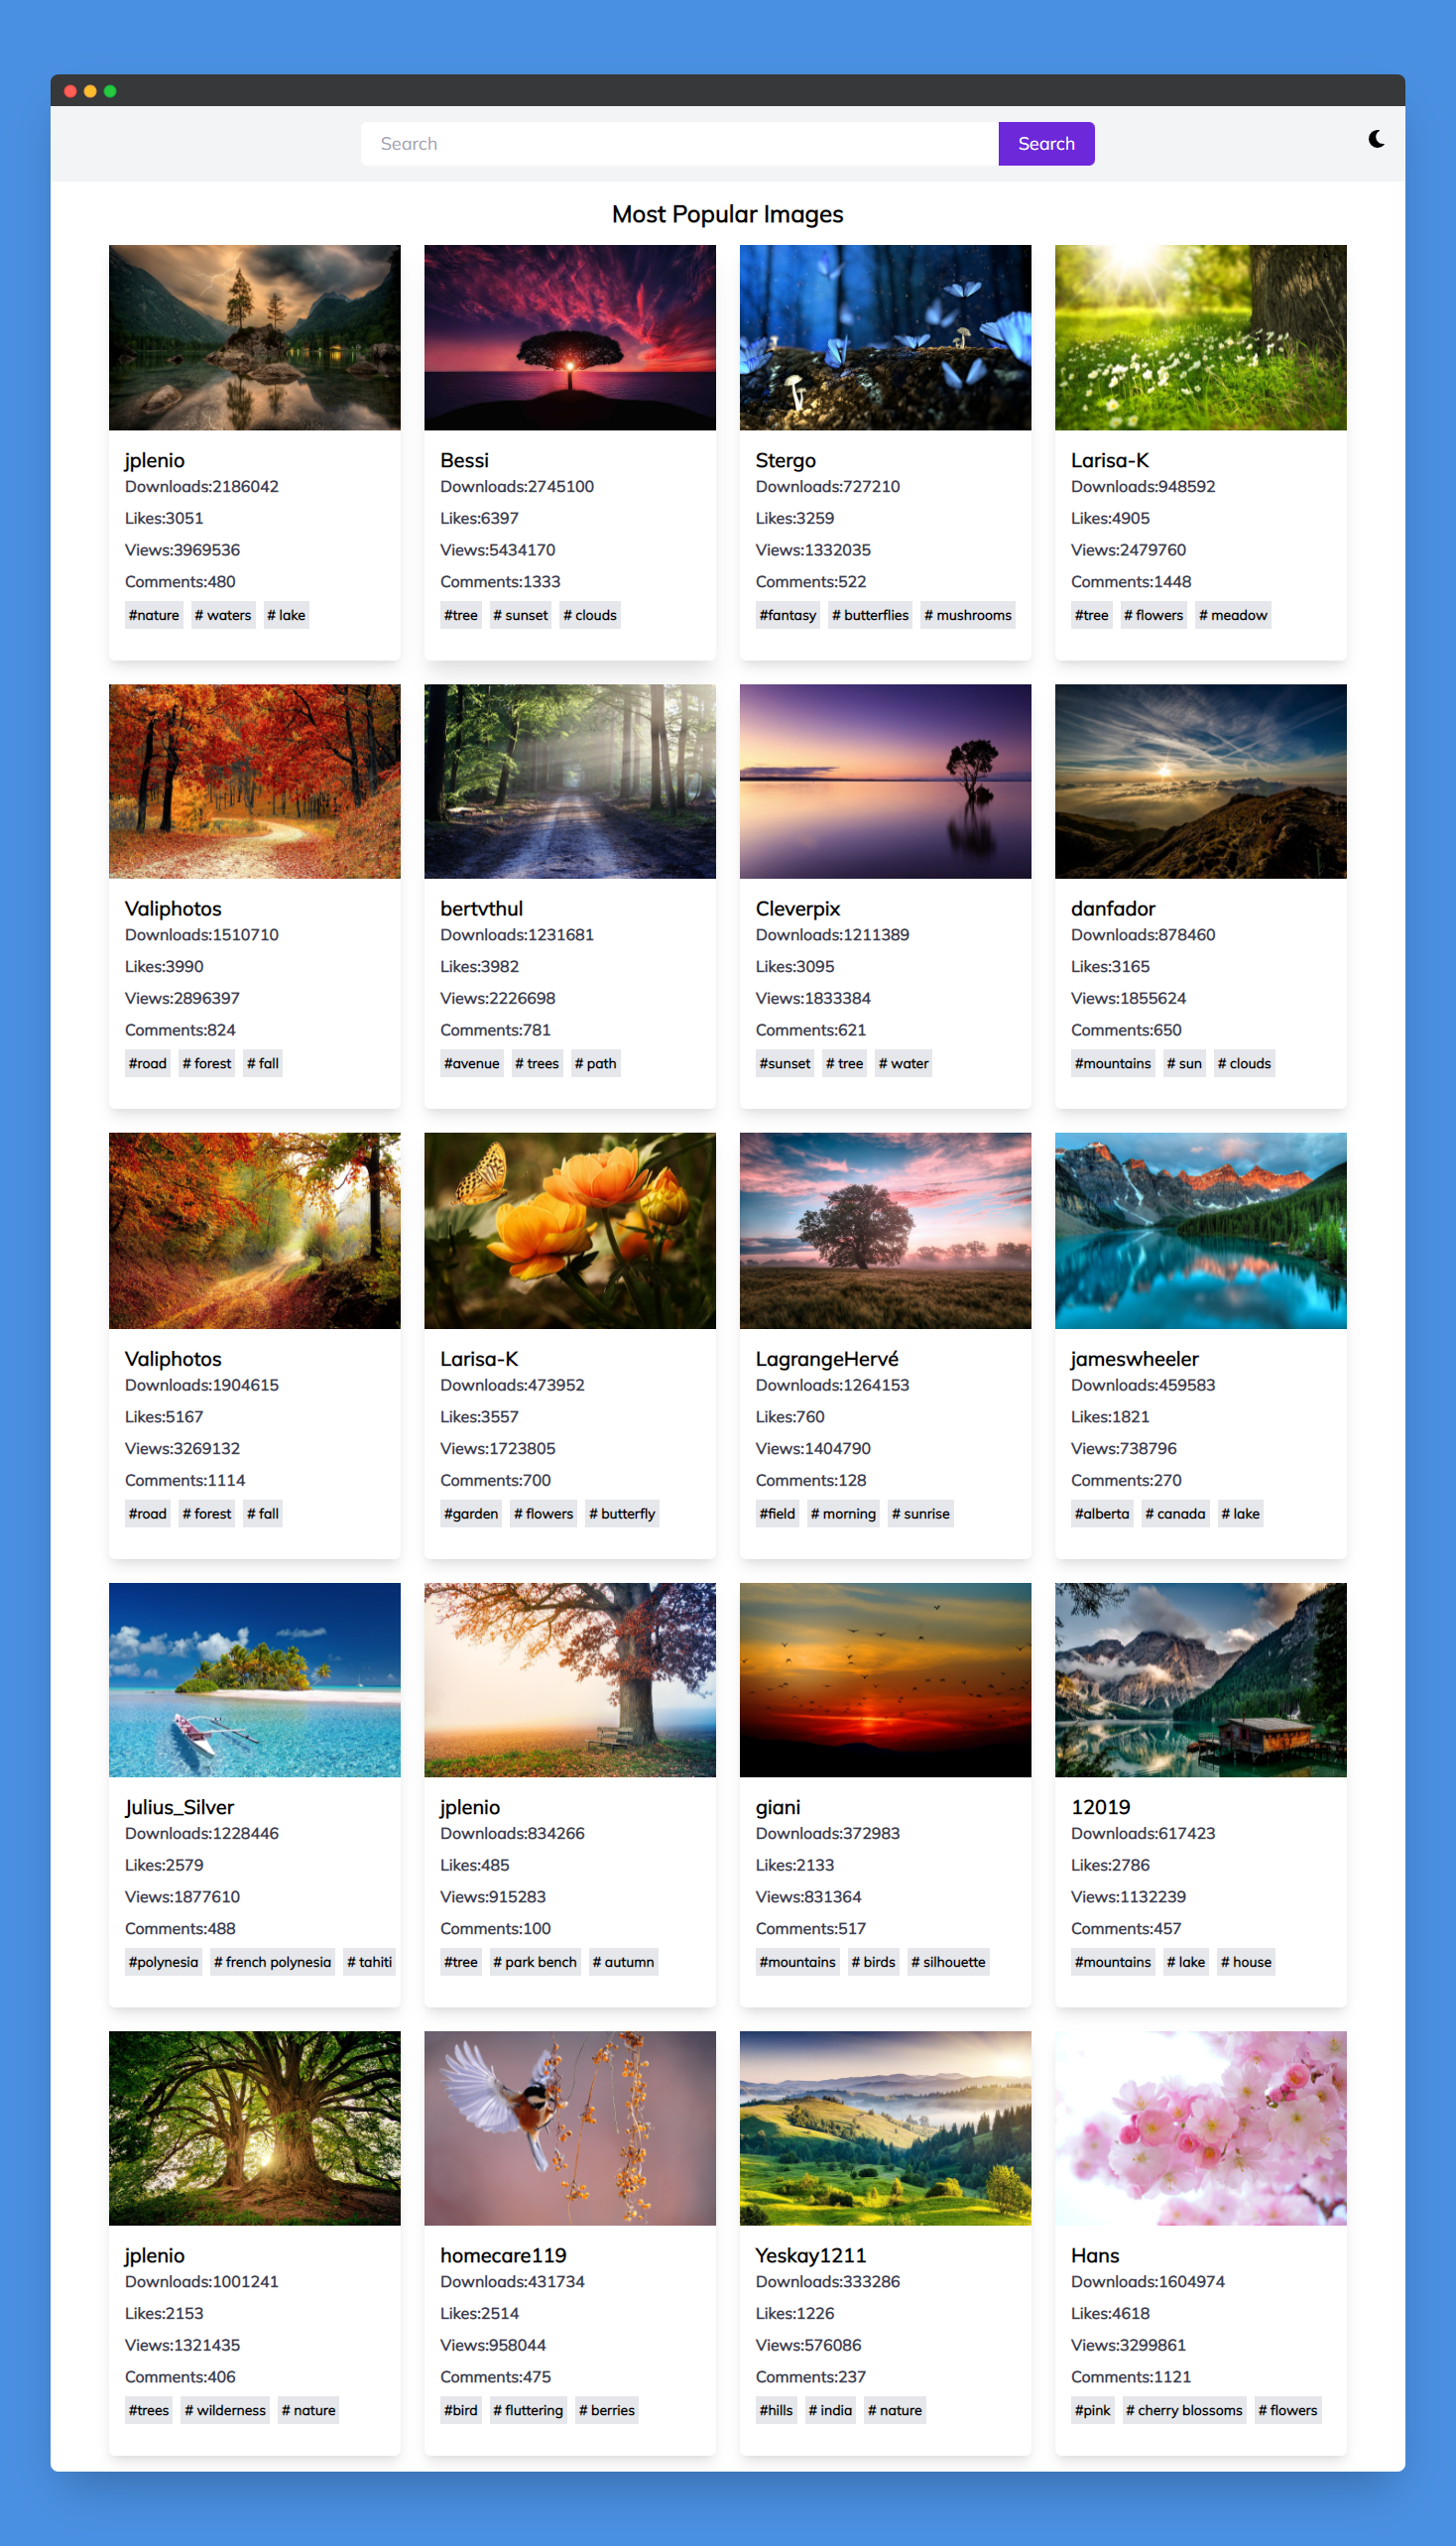 Search
Search
Most Popular Images
jplenio
Downloads:2186042
Likes:3051
Views:3969536
Comments:480
#nature # waters # lake
Bessi
Downloads:2745100
Likes:6397
Views:5434170
Comments:1333
#tree # sunset # clouds
Stergo
Downloads:727210
Likes:3259
Views:1332035
Comments:522
#fantasy # butterflies # mushrooms
Larisa-K
Downloads:948592
Likes:4905
Views:2479760
Comments:1448
#tree # flowers # meadow
Valiphotos
Downloads:1510710
Likes:3990
Views:2896397
Comments:824
#road # forest # fall
bertvthul
Downloads:1231681
Likes:3982
Views:2226698
Comments:781
#avenue # trees # path
Cleverpix
Downloads:1211389
Likes:3095
Views:1833384
Comments:621
#sunset # tree # water
danfador
Downloads:878460
Likes:3165
Views:1855624
Comments:650
#mountains # sun # clouds
Valiphotos
Downloads:1904615
Likes:5167
Views:3269132
Comments:1114
#road # forest # fall
Larisa-K
Downloads:473952
Likes:3557
Views:1723805
Comments:700
#garden # flowers # butterfly
LagrangeHervé
Downloads:1264153
Likes:760
Views:1404790
Comments:128
#field # morning # sunrise
jameswheeler
Downloads:459583
Likes:1821
Views:738796
Comments:270
#alberta # canada # lake
Julius_Silver
Downloads:1228446
Likes:2579
Views:1877610
Comments:488
#polynesia # french polynesia # tahiti
jplenio
Downloads:834266
Likes:485
Views:915283
Comments:100
#tree # park bench # autumn
giani
Downloads:372983
Likes:2133
Views:831364
Comments:517
#mountains # birds # silhouette
12019
Downloads:617423
Likes:2786
Views:1132239
Comments:457
#mountains # lake # house
jplenio
Downloads:1001241
Likes:2153
Views:1321435
Comments:406
#trees # wilderness # nature
homecare119
Downloads:431734
Likes:2514
Views:958044
Comments:475
#bird # fluttering # berries
Yeskay1211
Downloads:333286
Likes:1226
Views:576086
Comments:237
#hills # india # nature
Hans
Downloads:1604974
Likes:4618
Views:3299861
Comments:1121
#pink # cherry blossoms # flowers